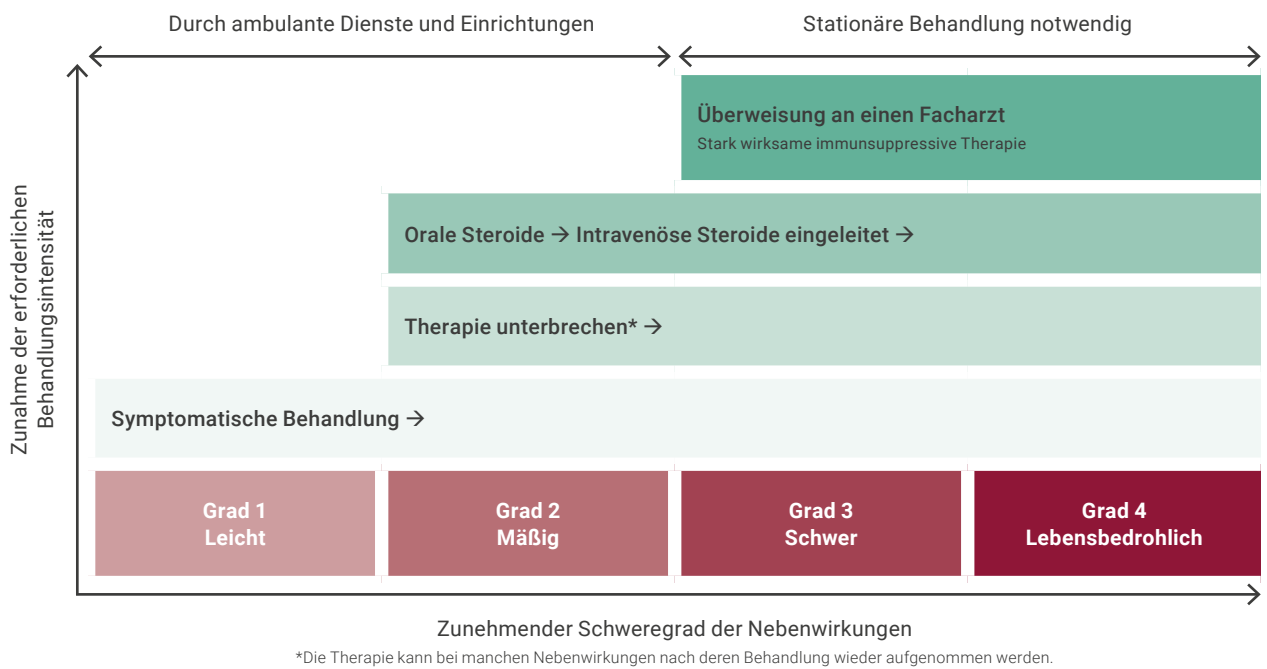 Durch ambulante Dienste und Einrichtungen
Stationäre Behandlung notwendig
Zunahme der erforderlichen
Behandlungsintensität
Überweisung an einen Facharzt
Stark wirksame immunsuppressive Therapie
Orale Steroide → Intravenöse Steroide eingeleitet →
Therapie unterbrechen* →
Symptomatische Behandlung →
Grad 1
Leicht
Grad 2
Mäßig
Grad 3
Schwer
Grad 4
Lebensbedrohlich
Zunehmender Schweregrad der Nebenwirkungen
*Die Therapie kann bei manchen Nebenwirkungen nach deren Behandlung wieder aufgenommen werden.